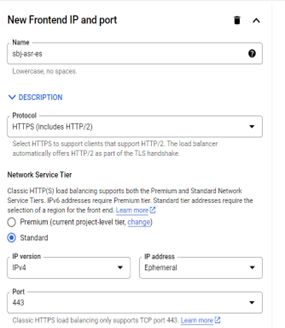 New Frontend IP and port
Name
sbj-asr-es
Lowercase, no spaces.
DESCRIPTION
Protocol
HTTPS (includes HTTP/2)
Select HTTPS to support clients that support HTTP/2. The load balancer
automatically offers HTTP/2 as part of the TLS handshake.
Network Service Tier
Classic HTTP(S) load balancing supports both the Premium and Standard Network
Service Tiers. IPv6 addresses require Premium tier. Standard tier addresses require the
selection of a region for the front end. Learn more
Premium (current project-level tier, change)
Standard
IP version
IPv4
IP address
Ephemeral
Port
443
Classic HTTPS load balancing only supports TCP port 443. Learn more